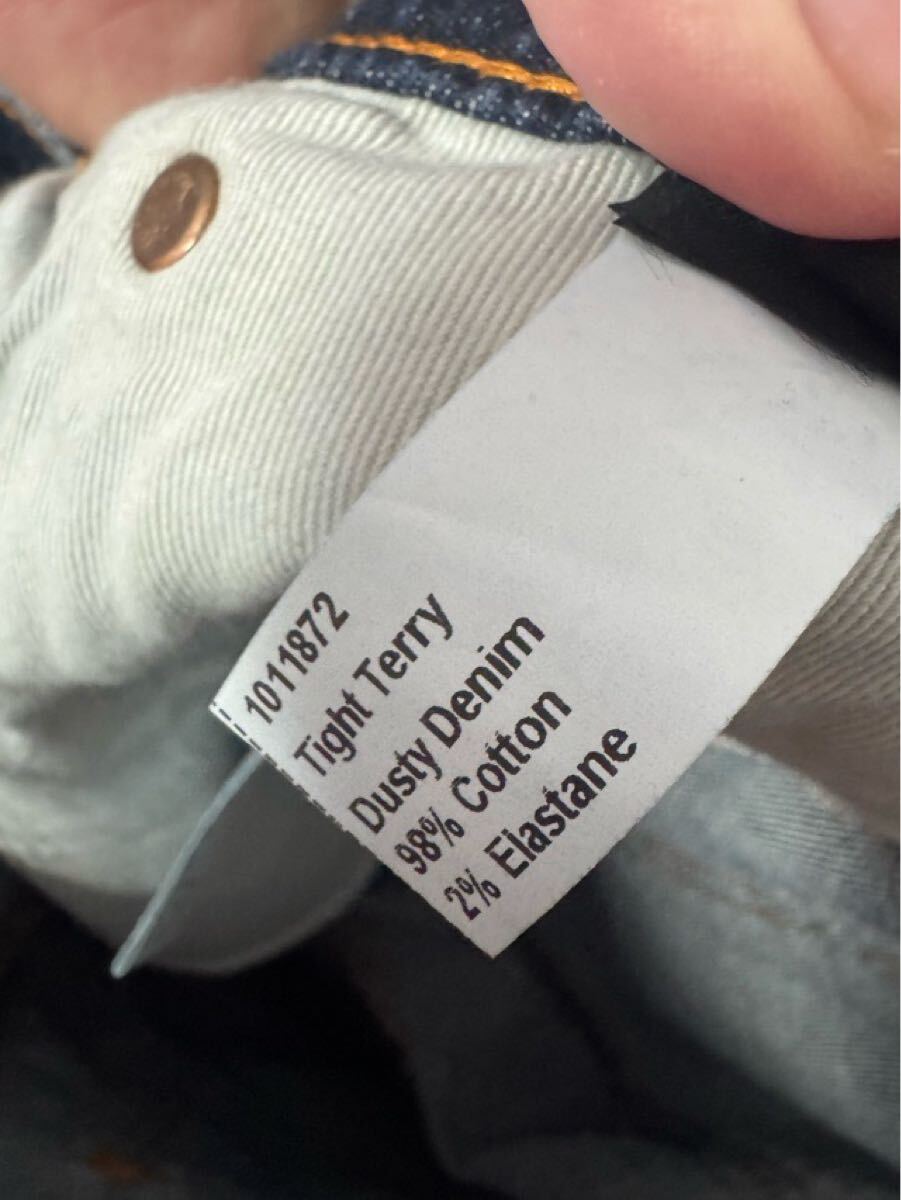 1011872
Tight Terry
Dusty Denim
98% Cotton
2% Elastane